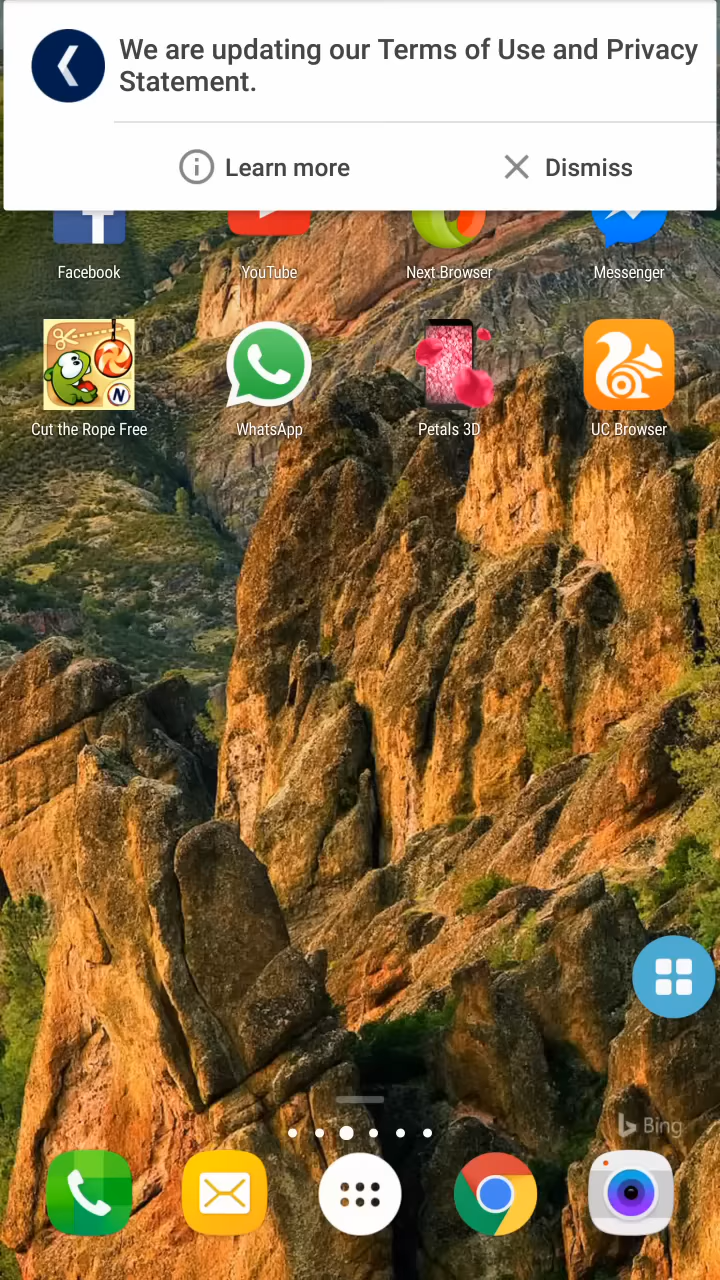 We are updating our Terms of Use and Privacy
Statement.
Learn more
Dismiss
Facebook
YouTube
Next Browser
Messenger
N
Cut the Rope Free
WhatsApp
Petals 3D
UC Browser
Bing